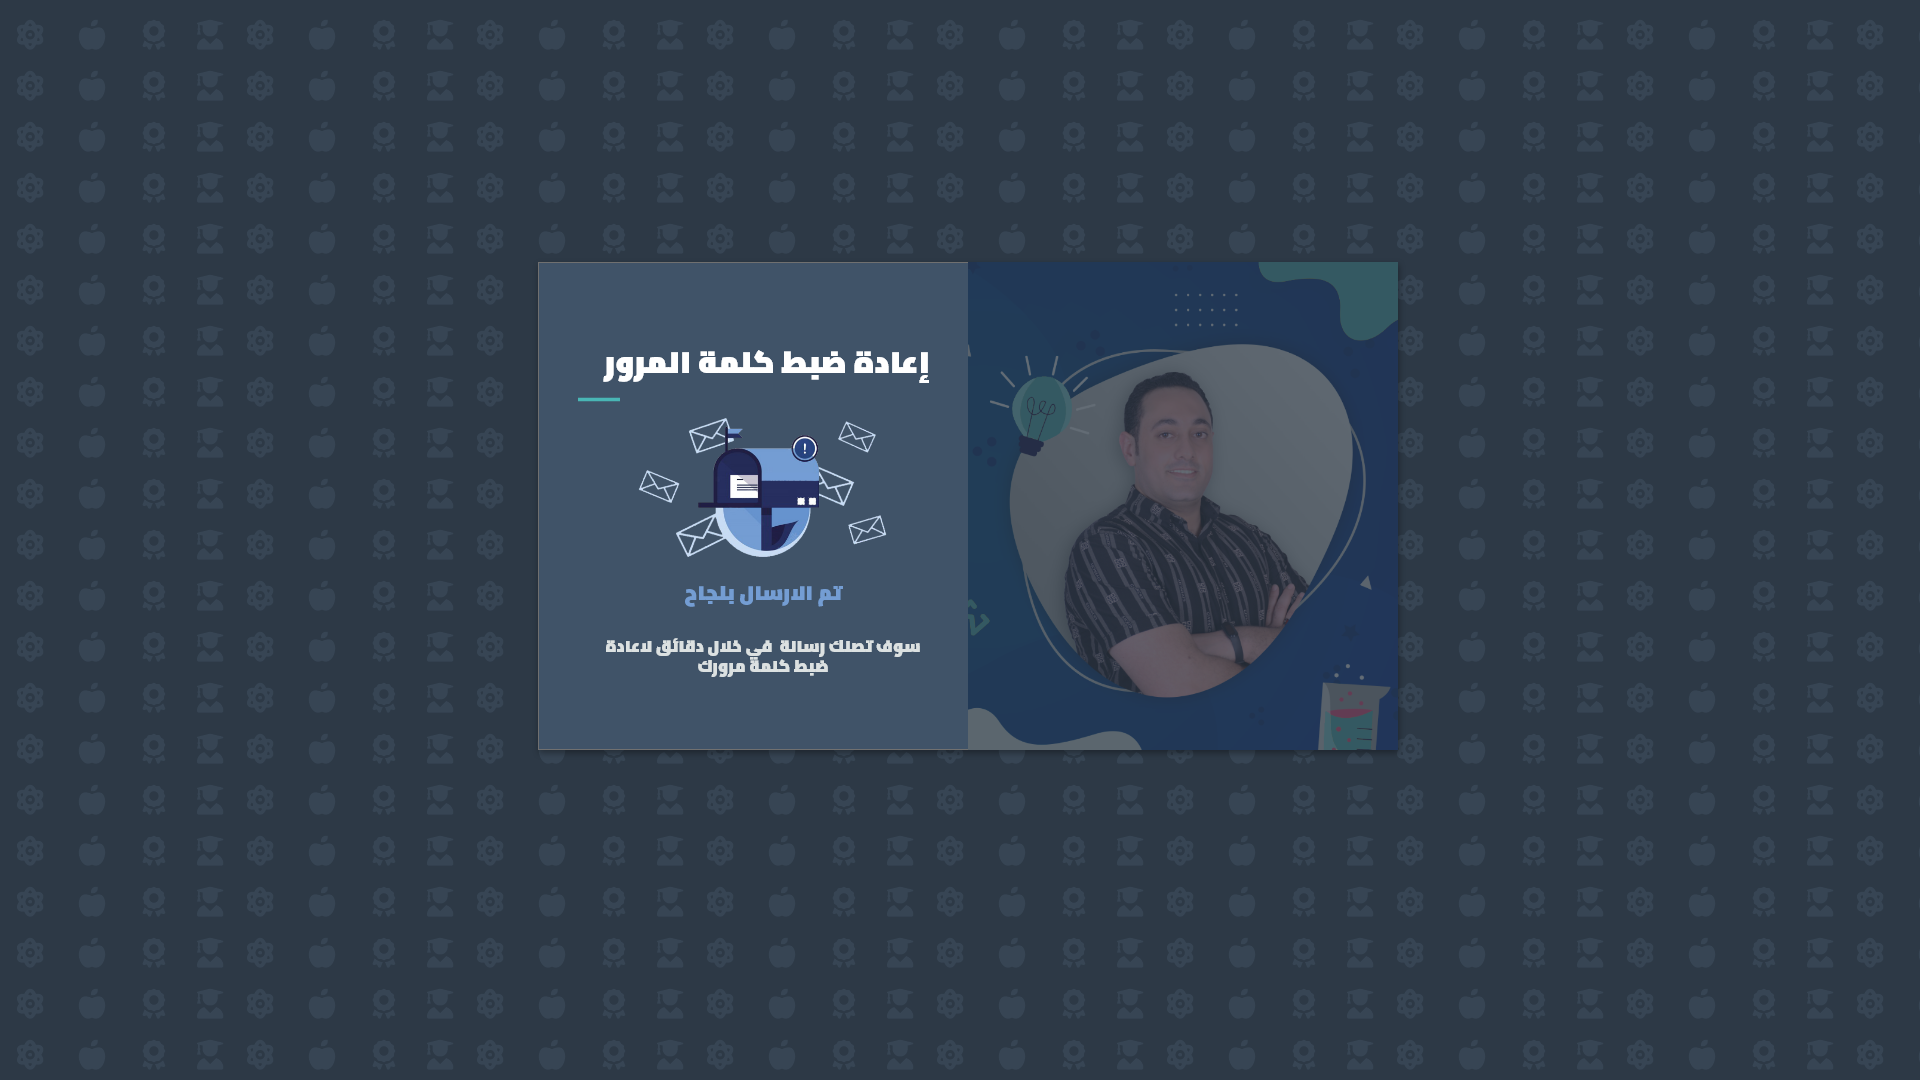 إعادة ضبط كلمة المرور
!
تم الارسال بنجاح
سوف تصلك رسالة في خلال دقائق لاعادة
ضبط كلمة مرورك